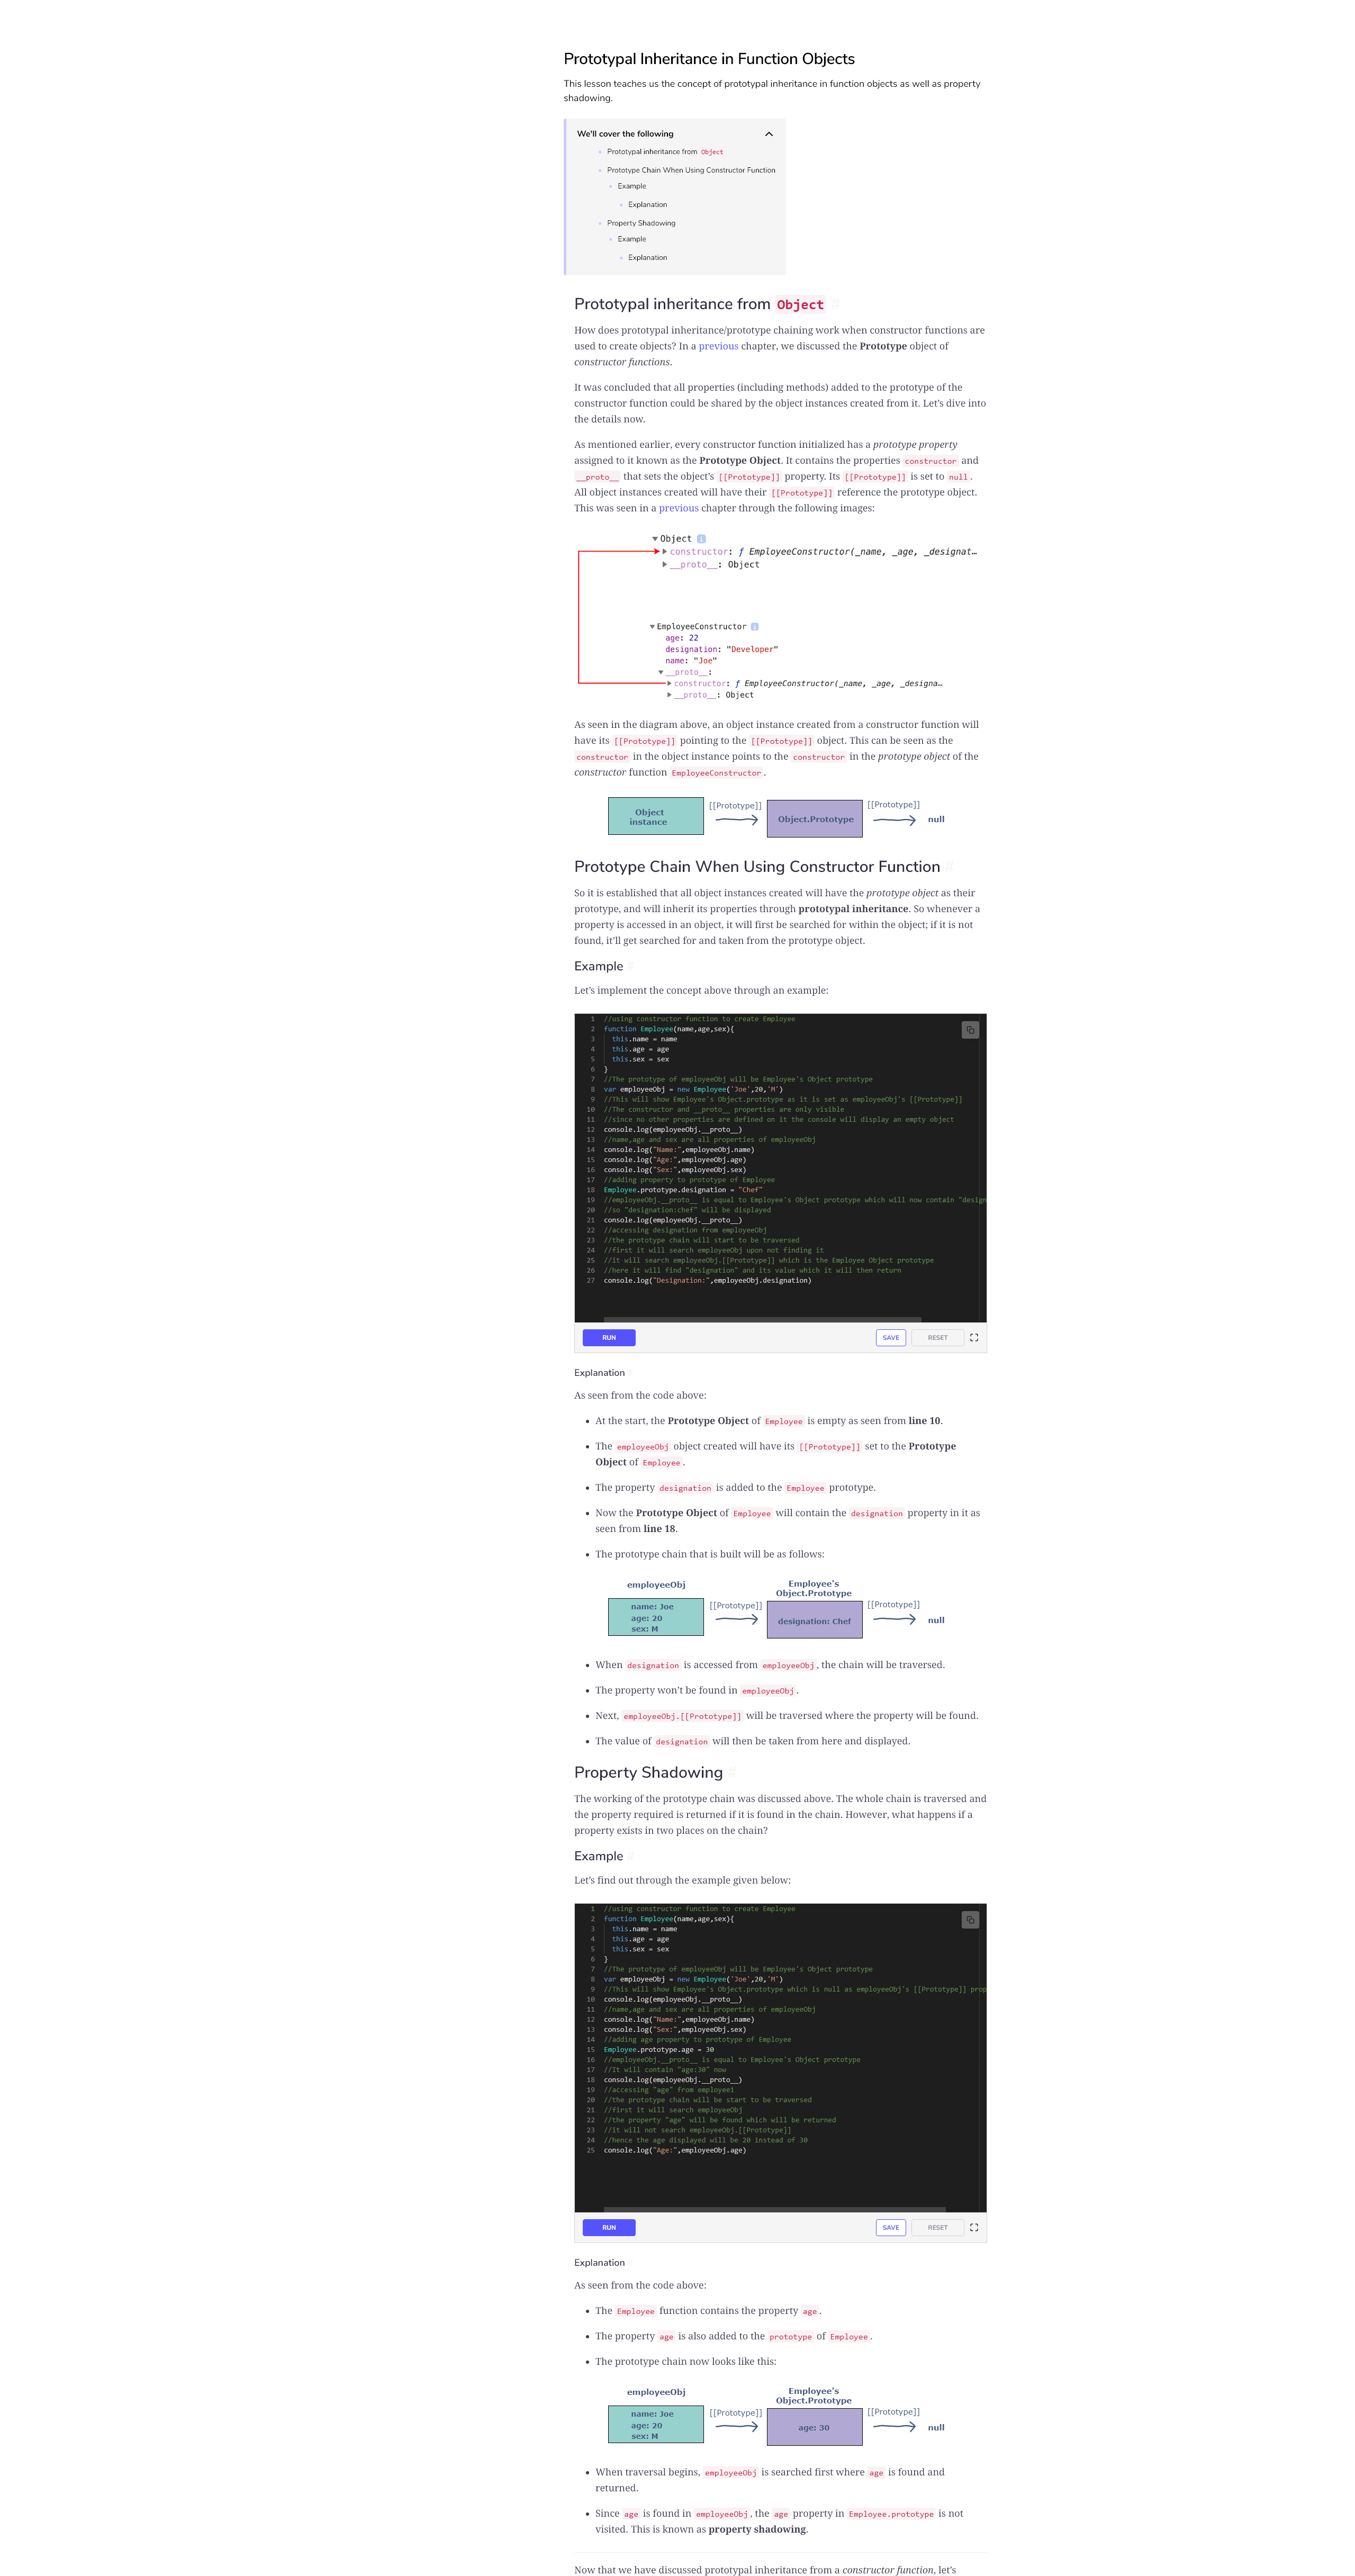 Prototypal Inheritance in Function Objects
This lesson teaches us the concept of prototypal inheritance in function objects as well as property
shadowing.
We'll cover the following
Prototypal inheritance from Object
Prototype Chain When Using Constructor Function
Example
Explanation
Property Shadowing
Example
Explanation
Prototypal inheritance from Object #
How does prototypal inheritance/prototype chaining work when constructor functions are
used to create objects? In a previous chapter, we discussed the Prototype object of
constructor functions.
It was concluded that all properties (including methods) added to the prototype of the
constructor function could be shared by the object instances created from it. Let's dive into
the details now.
As mentioned earlier, every constructor function initialized has a prototype property
assigned to it known as the Prototype Object. It contains the properties constructor and
__proto__ that sets the object's [[Prototype]] property. Its [[Prototype]] is set to null.
All object instances created will have their [[Prototype]] reference the prototype object.
This was seen in a previous chapter through the following images:
▼Object i
▶constructor: ƒ EmployeeConstructor(_name, _age, _designat…
▶__proto__: Object
▼EmployeeConstructor i
age: 22
designation: "Developer"
name: "Joe"
▼__proto__:
▶constructor: ƒ EmployeeConstructor(_name, _age, _designa…
▶__proto__: Object
As seen in the diagram above, an object instance created from a constructor function will
have its [[Prototype]] pointing to the [[Prototype]] object. This can be seen as the
constructor in the object instance points to the constructor in the prototype object of the
constructor function EmployeeConstructor.
Object
instance
[[Prototype]]
Object.Prototype
[[Prototype]]
null
Prototype Chain When Using Constructor Function #
So it is established that all object instances created will have the prototype object as their
prototype, and will inherit its properties through prototypal inheritance. So whenever a
property is accessed in an object, it will first be searched for within the object; if it is not
found, it'll get searched for and taken from the prototype object.
Example #
Let's implement the concept above through an example:
1 //using constructor function to create Employee
2 function Employee(name,age,sex){
3 this.name = name
4 this.age = age
5 this.sex = sex
6 }
7 //The prototype of employeeObj will be Employee's Object prototype
8 var employeeObj = new Employee('Joe',20,'M')
9 //This will show Employee's Object.prototype as it is set as employeeObj's [[Prototype]]
10 //The constructor and __proto__ properties are only visible
11 //since no other properties are defined on it the console will display an empty object
12 console.log(employeeObj.__proto__)
13 //name,age and sex are all properties of employeeObj
14 console.log("Name:",employeeObj.name)
15 console.log("Age:",employeeObj.age)
16 console.log("Sex:",employeeObj.sex)
17 //adding property to prototype of Employee
18 Employee.prototype.designation = "Chef"
19 //employeeObj.__proto__ is equal to Employee's Object prototype which will now contain "design
20 //so "designation:chef" will be displayed
21 console.log(employeeObj.__proto__)
22 //accessing designation from employeeObj
23 //the prototype chain will start to be traversed
24 //first it will search employeeObj upon not finding it
25 //it will search employeeObj.[[Prototype]] which is the Employee Object prototype
26 //here it will find "designation" and its value which it will then return
27 console.log("Designation:",employeeObj.designation)
RUN
SAVE
RESET
Explanation #
As seen from the code above:
• At the start, the Prototype Object of Employee is empty as seen from line 10.
• The employeeObj object created will have its [[Prototype]] set to the Prototype
Object of Employee.
• The property designation is added to the Employee prototype.
• Now the Prototype Object of Employee will contain the designation property in it as
seen from line 18.
• The prototype chain that is built will be as follows:
employeeObj
name: Joe
age: 20
sex: M
[[Prototype]]
Employee's
Object.Prototype
designation: Chef
[[Prototype]]
null
• When designation is accessed from employeeObj, the chain will be traversed.
• The property won't be found in employeeObj.
• Next, employeeObj.[[Prototype]] will be traversed where the property will be found.
• The value of designation will then be taken from here and displayed.
Property Shadowing #
The working of the prototype chain was discussed above. The whole chain is traversed and
the property required is returned if it is found in the chain. However, what happens if a
property exists in two places on the chain?
Example #
Let's find out through the example given below:
1 //using constructor function to create Employee
2 function Employee(name,age,sex){
3 this.name = name
4 this.age = age
5 this.sex = sex
6 }
7 //The prototype of employeeObj will be Employee's Object prototype
8 var employeeObj = new Employee('Joe',20,'M')
9 //This will show Employee's Object.prototype which is null as employeeObj's [[Prototype]] prop
10 console.log(employeeObj.__proto__)
11 //name,age and sex are all properties of employeeObj
12 console.log("Name:",employeeObj.name)
13 console.log("Sex:",employeeObj.sex)
14 //adding age property to prototype of Employee
15 Employee.prototype.age = 30
16 //employeeObj.__proto__ is equal to Employee's Object prototype
17 //It will contain "age:30" now
18 console.log(employeeObj.__proto__)
19 //accessing "age" from employee1
20 //the prototype chain will be start to be traversed
21 //first it will search employeeObj
22 //the property "age" will be found which will be returned
23 //it will not search employeeObj.[[Prototype]]
24 //hence the age displayed will be 20 instead of 30
25 console.log("Age:",employeeObj.age)
RUN
SAVE
RESET
Explanation #
As seen from the code above:
• The Employee function contains the property age.
• The property age is also added to the prototype of Employee.
• The prototype chain now looks like this:
employeeObj
name: Joe
age: 20
sex: M
[[Prototype]]
Employee's
Object.Prototype
age: 30
[[Prototype]]
null
• When traversal begins, employeeObj is searched first where age is found and
returned.
• Since age is found in employeeObj, the age property in Employee.prototype is not
visited. This is known as property shadowing.
Now that we have discussed prototypal inheritance from a constructor function, let's